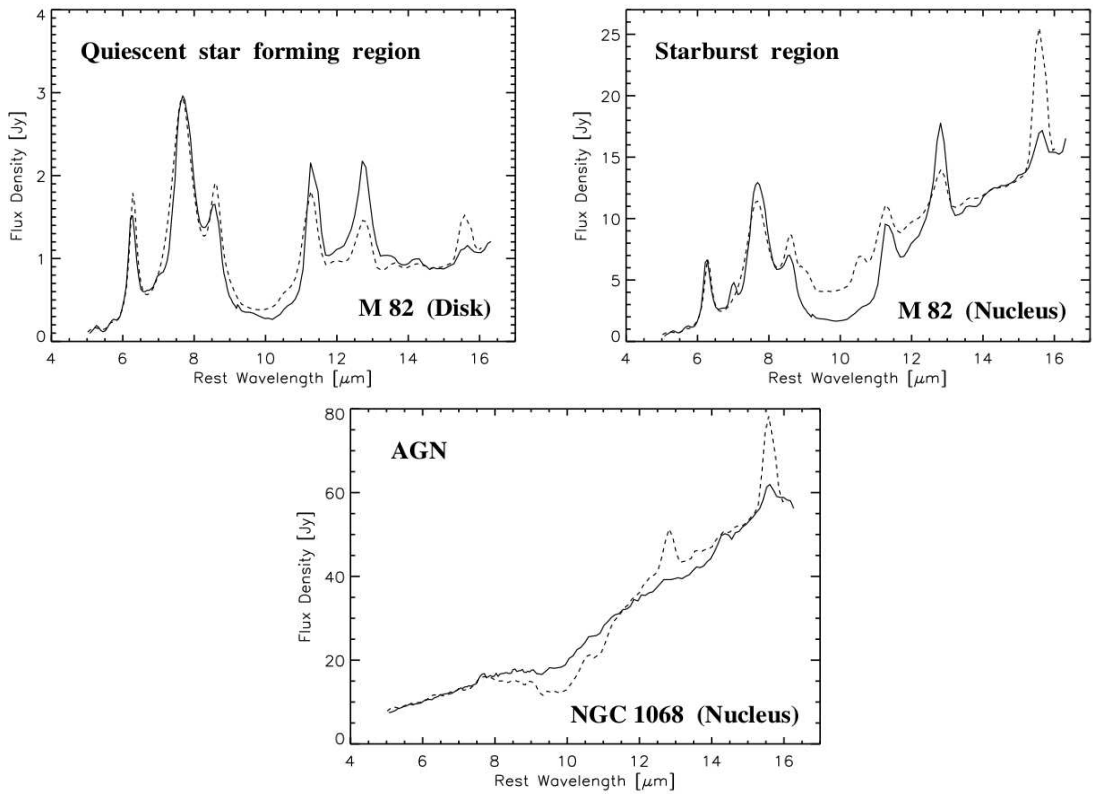 Quiescent star forming region
M 82 (Disk)
Flux Density [Jy]
4
3
2
1
0
4 6 8 10 12 14 16
Rest Wavelength [μm]
Starburst region
M 82 (Nucleus)
Flux Density [Jy]
25
20
15
10
5
0
4 6 8 10 12 14 16
Rest Wavelength [μm]
AGN
NGC 1068 (Nucleus)
Flux Density [Jy]
80
60
40
20
0
4 6 8 10 12 14 16
Rest Wavelength [μm]